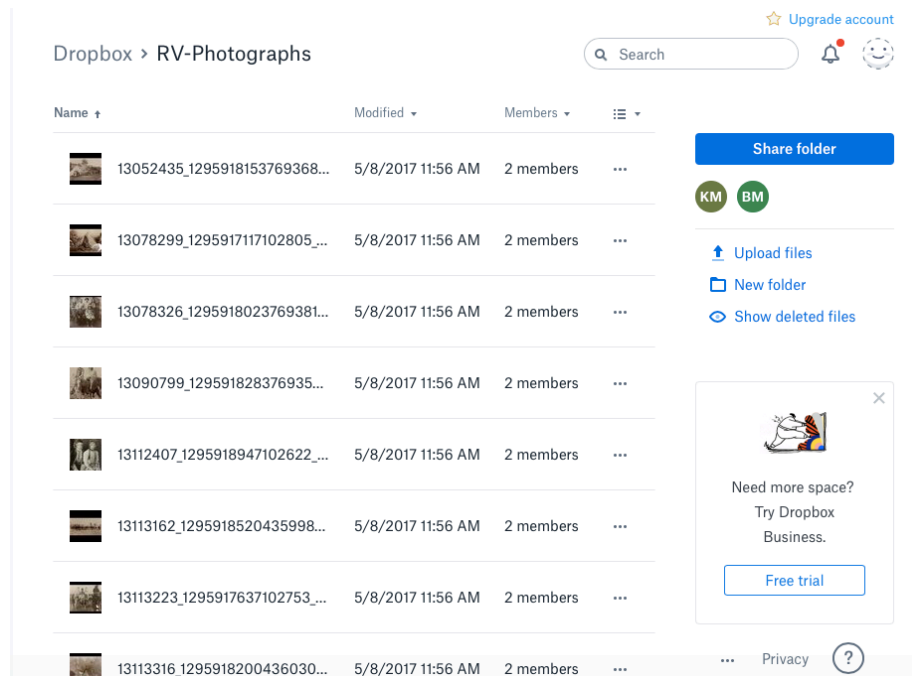 Upgrade account
Dropbox › RV-Photographs
Search
Name Modified Members
13052435_1295918153769368... 5/8/2017 11:56 AM 2 members ...
13078299_1295917117102805_... 5/8/2017 11:56 AM 2 members ...
13078326_1295918023769381... 5/8/2017 11:56 AM 2 members ...
13090799_129591828376935... 5/8/2017 11:56 AM 2 members ...
13112407_1295918947102622_... 5/8/2017 11:56 AM 2 members ...
13113162_1295918520435998... 5/8/2017 11:56 AM 2 members ...
13113223_1295917637102753_... 5/8/2017 11:56 AM 2 members ...
13113316_1295918200436030... 5/8/2017 11:56 AM 2 members ...
Share folder
KM BM
Upload files
New folder
Show deleted files
Need more space?
Try Dropbox
Business.
Free trial
... Privacy ?